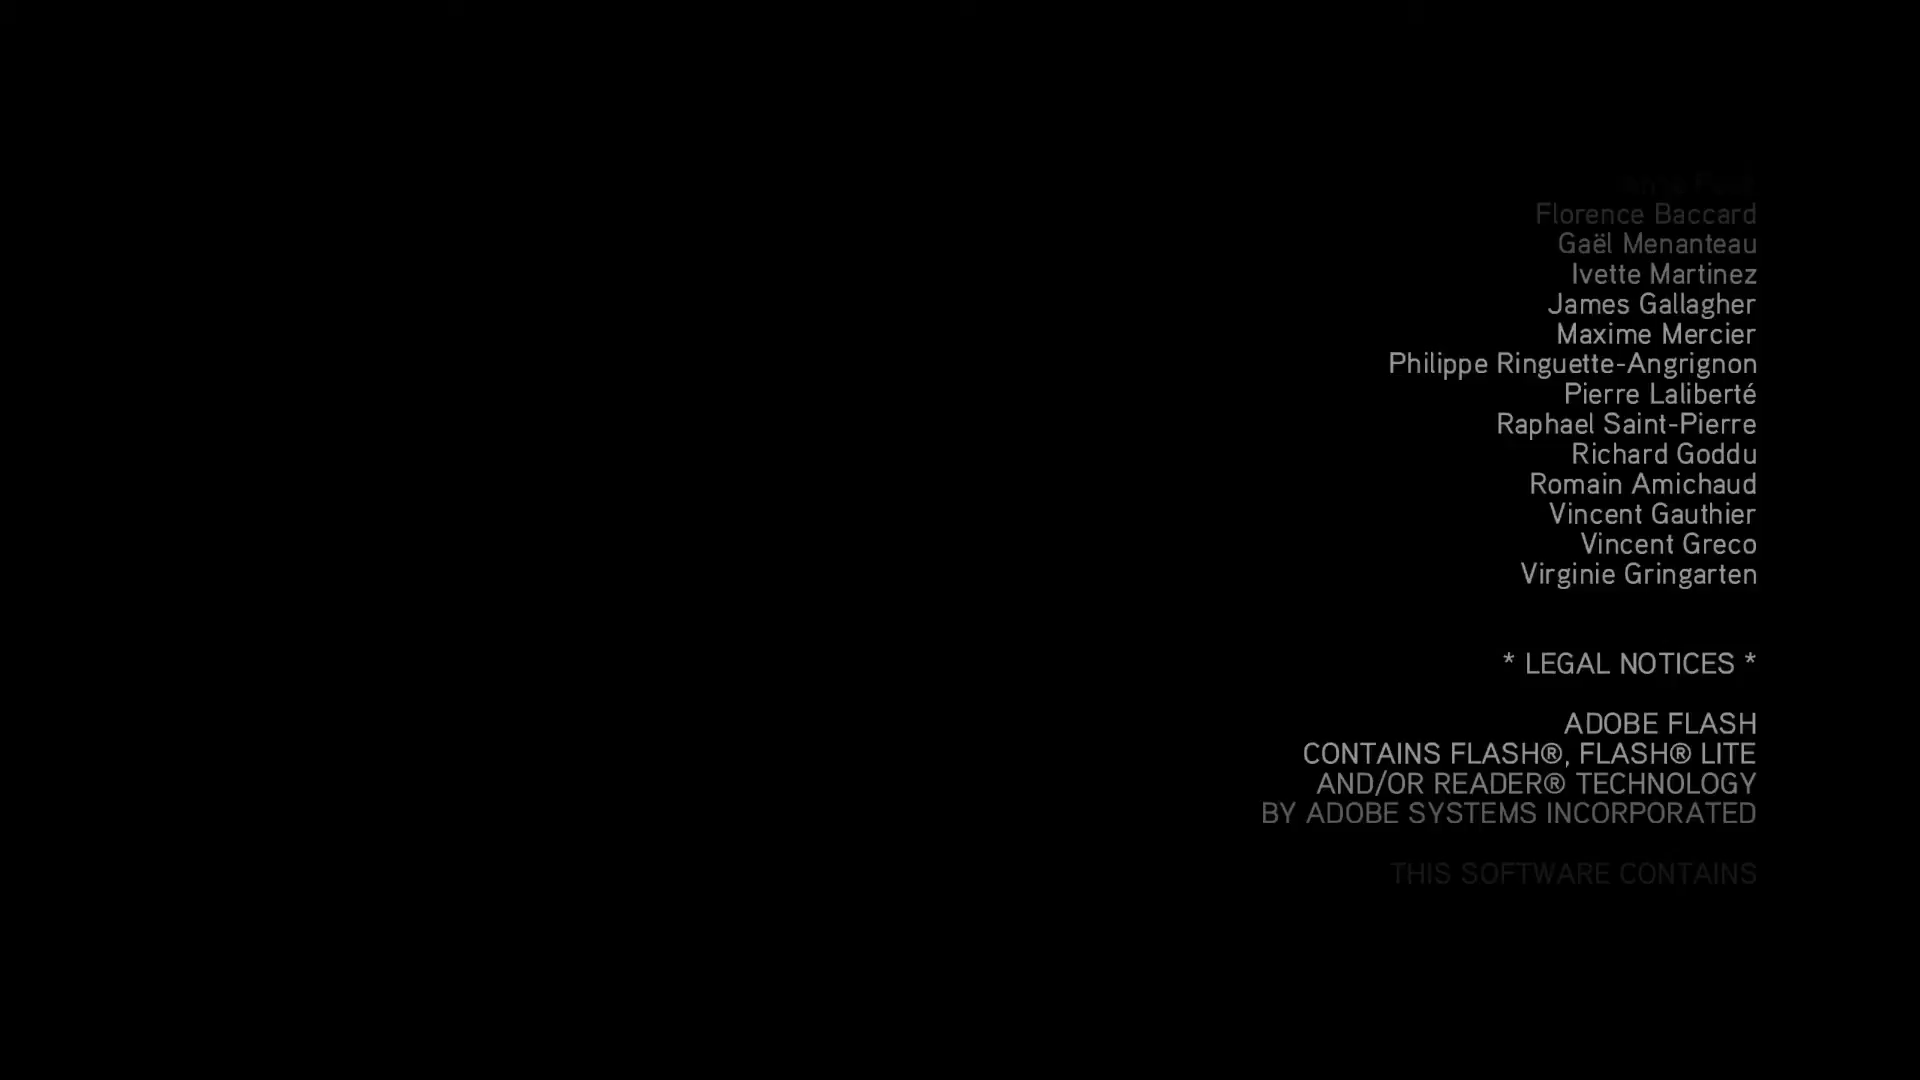 Florence Baccard
Gaël Menanteau
Ivette Martinez
James Gallagher
Maxime Mercier
Philippe Ringuette-Angrignon
Pierre Laliberté
Raphael Saint-Pierre
Richard Goddu
Romain Amichaud
Vincent Gauthier
Vincent Greco
Virginie Gringarten
* LEGAL NOTICES *
ADOBE FLASH
CONTAINS FLASH®, FLASH® LITE
AND/OR READER® TECHNOLOGY
BY ADOBE SYSTEMS INCORPORATED
THIS SOFTWARE CONTAINS